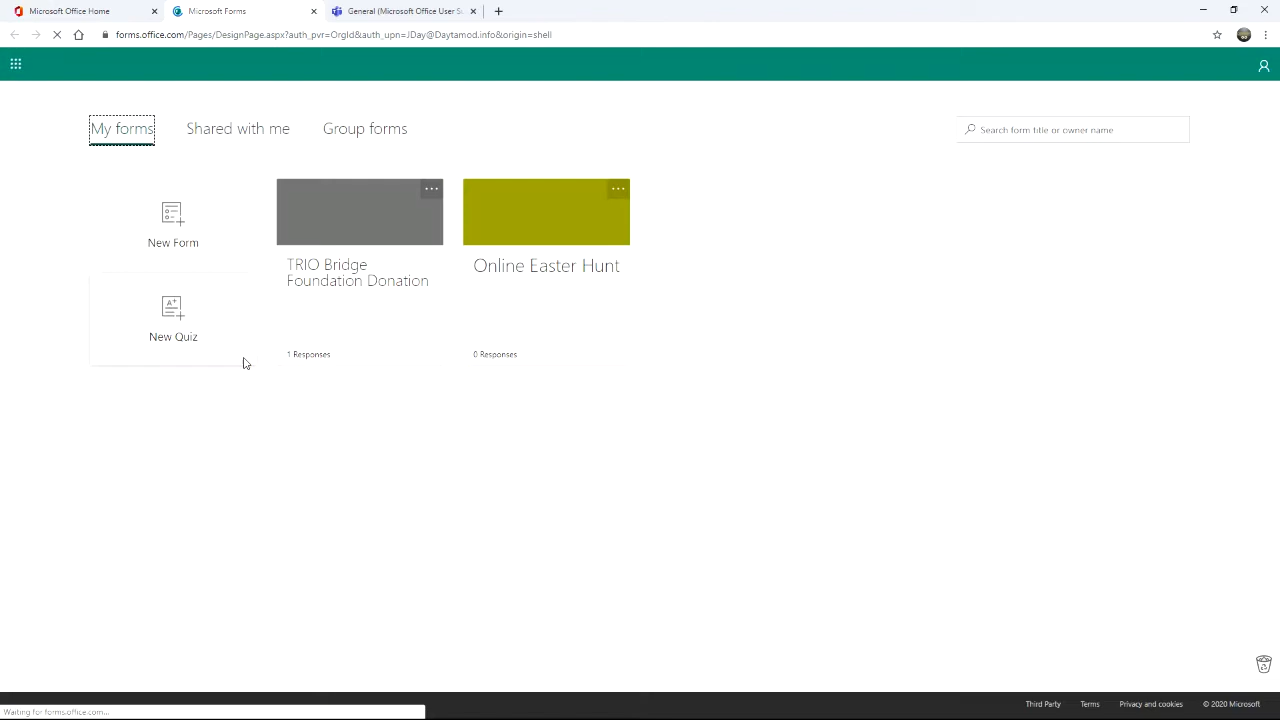 Microsoft Office Home
Microsoft Forms
General (Microsoft Office User S
forms.office.com/Pages/DesignPage.aspx?auth_pvr=OrgId&auth_upn=JDay@Daytamod.info&origin=shell
My forms
Shared with me
Group forms
Search form title or owner name
New Form
TRIO Bridge
Foundation Donation
Online Easter Hunt
A+
New Quiz
1 Responses
0 Responses
Waiting for forms.office.com...
Third Party
Terms
Privacy and cookies
© 2020 Microsoft